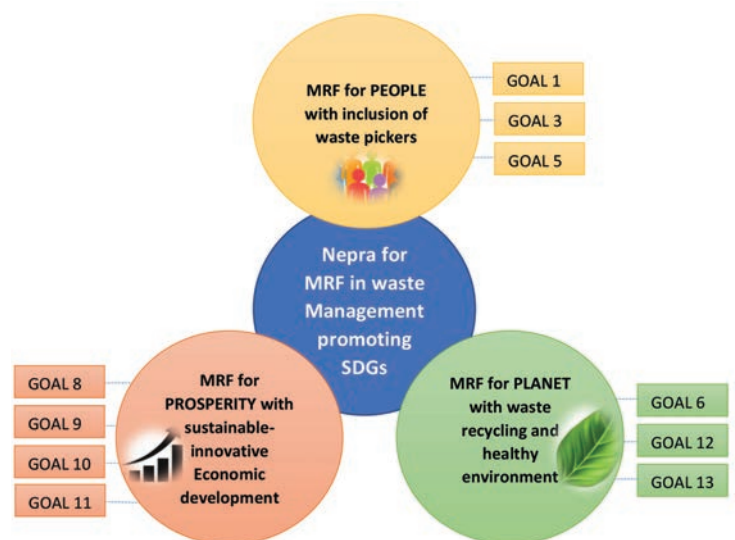 MRF for PEOPLE
with inclusion of
waste pickers
GOAL 1
GOAL 3
GOAL 5
Nepra for
MRF in waste
Management
promoting
SDGs
GOAL 8
GOAL 9
GOAL 10
GOAL 11
MRF for
PROSPERITY with
sustainable-
innovative
Economic
development
MRF for PLANET
with waste
recycling and
healthy
environment
GOAL 6
GOAL 12
GOAL 13